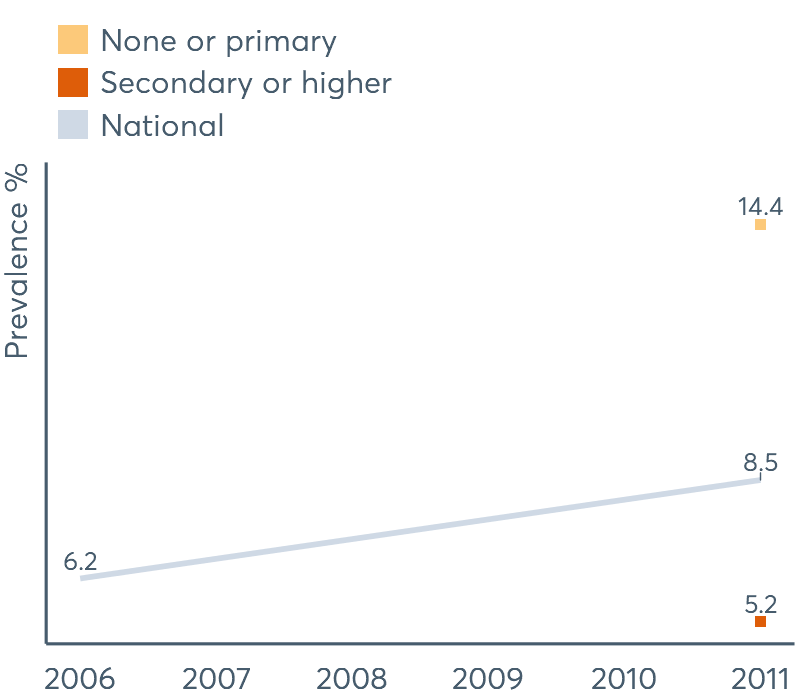 None or primary
Secondary or higher
National
Prevalence %
14.4
8.5
6.2
5.2
2006 2007 2008 2009 2010 2011